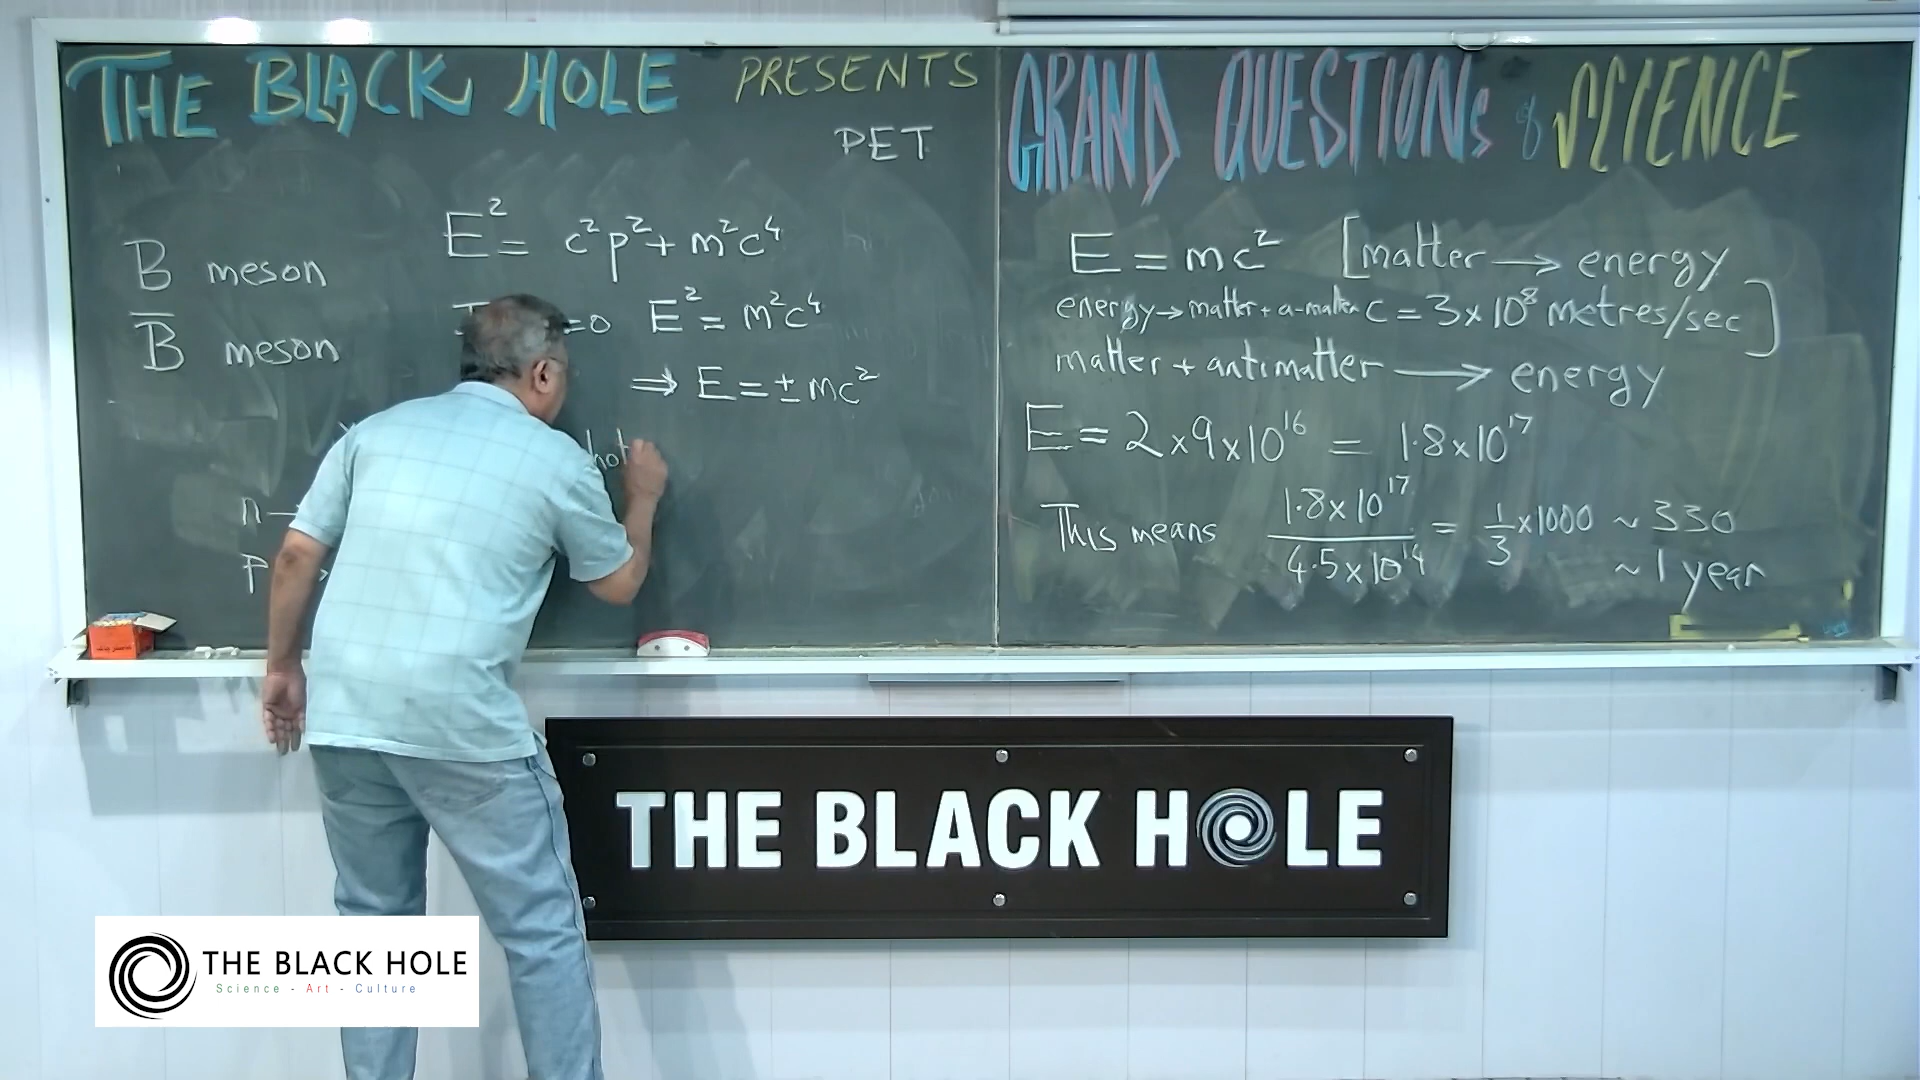 THE BLACK HOLE PRESENTS
PET
B meson
B̅ meson
E² = c²p² + m²c⁴
=0 E² = m²c⁴
⇒ E = ± mc²
n →
P →
GRAND QUESTIONs of SCIENCE
E = mc² [matter → energy
energy → matter + a-matter c = 3 × 10⁸ metres/sec ]
matter + antimatter → energy
E = 2 × 9 × 10¹⁶ = 1.8 × 10¹⁷
This means 1.8 × 10¹⁷ / 4.5 × 10¹⁴ = 1/3 × 1000 ~ 330
~ 1 year
THE BLACK HOLE
THE BLACK HOLE
Science - Art - Culture